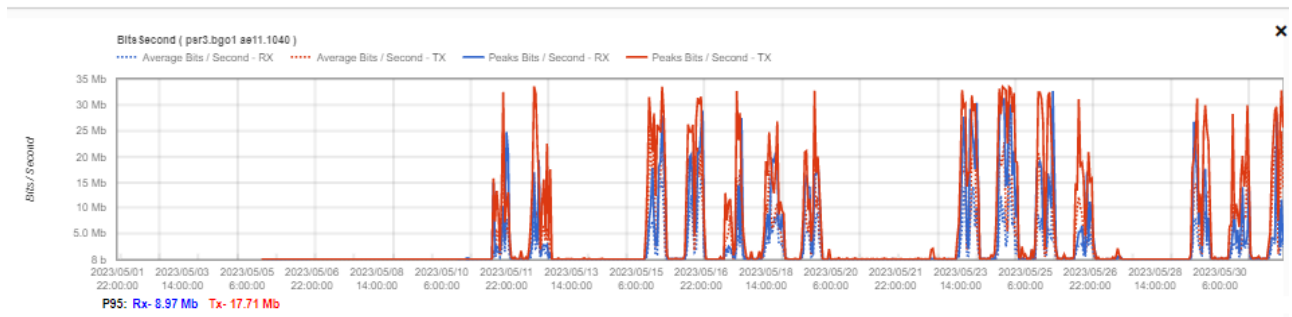 Bits Second ( psr3.bgo1 ae11.1040 )
Average Bits / Second - RX Average Bits / Second - TX Peaks Bits / Second - RX Peaks Bits / Second - TX
35 Mb
30 Mb
25 Mb
20 Mb
15 Mb
10 Mb
5.0 Mb
8 b
Bits / Second
2023/05/01 2023/05/03 2023/05/05 2023/05/06 2023/05/08 2023/05/10 2023/05/11 2023/05/13 2023/05/15 2023/05/16 2023/05/18 2023/05/20 2023/05/21 2023/05/23 2023/05/25 2023/05/26 2023/05/28 2023/05/30
22:00:00 14:00:00 6:00:00 22:00:00 14:00:00 6:00:00 22:00:00 14:00:00 6:00:00 22:00:00 14:00:00 6:00:00 22:00:00 14:00:00 6:00:00 22:00:00 14:00:00 6:00:00
P95: Rx- 8.97 Mb Tx- 17.71 Mb